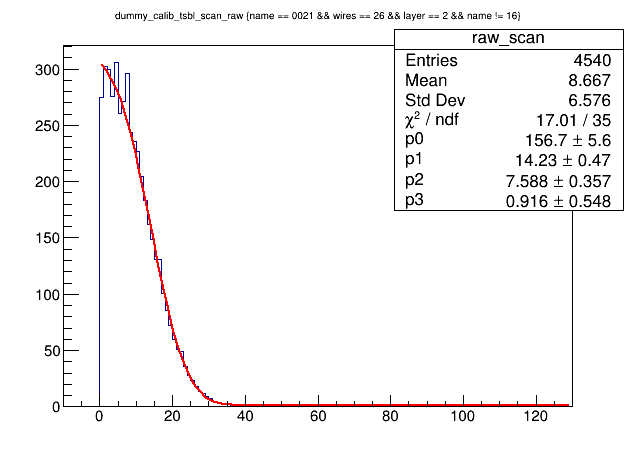 dummy_calib_tsbl_scan_raw {name == 0021 && wires == 26 && layer == 2 && name != 16}
raw_scan
Entries 4540
Mean 8.667
Std Dev 6.576
χ² / ndf 17.01 / 35
p0 156.7 ± 5.6
p1 14.23 ± 0.47
p2 7.588 ± 0.357
p3 0.916 ± 0.548
300
250
200
150
100
50
0
0 20 40 60 80 100 120